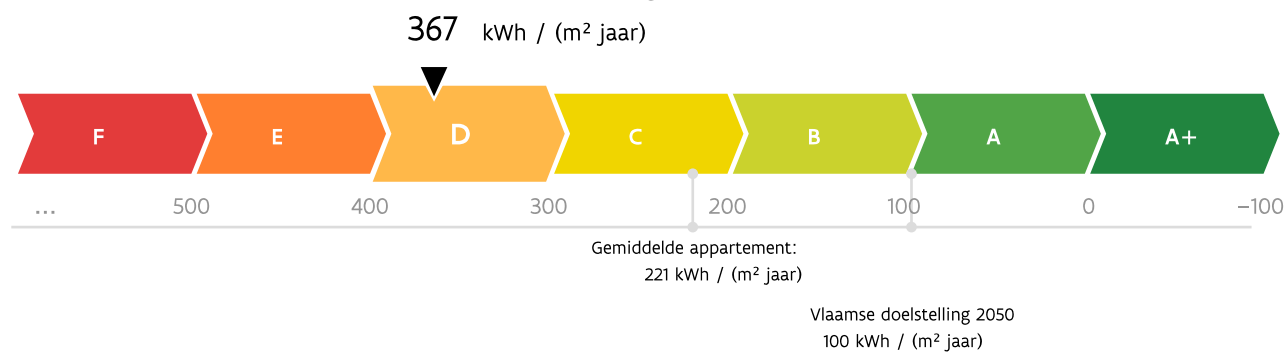 367 kWh / (m² jaar)
F E D C B A A+
... 500 400 300 200 100 0 −100
Gemiddelde appartement:
221 kWh / (m² jaar)
Vlaamse doelstelling 2050
100 kWh / (m² jaar)